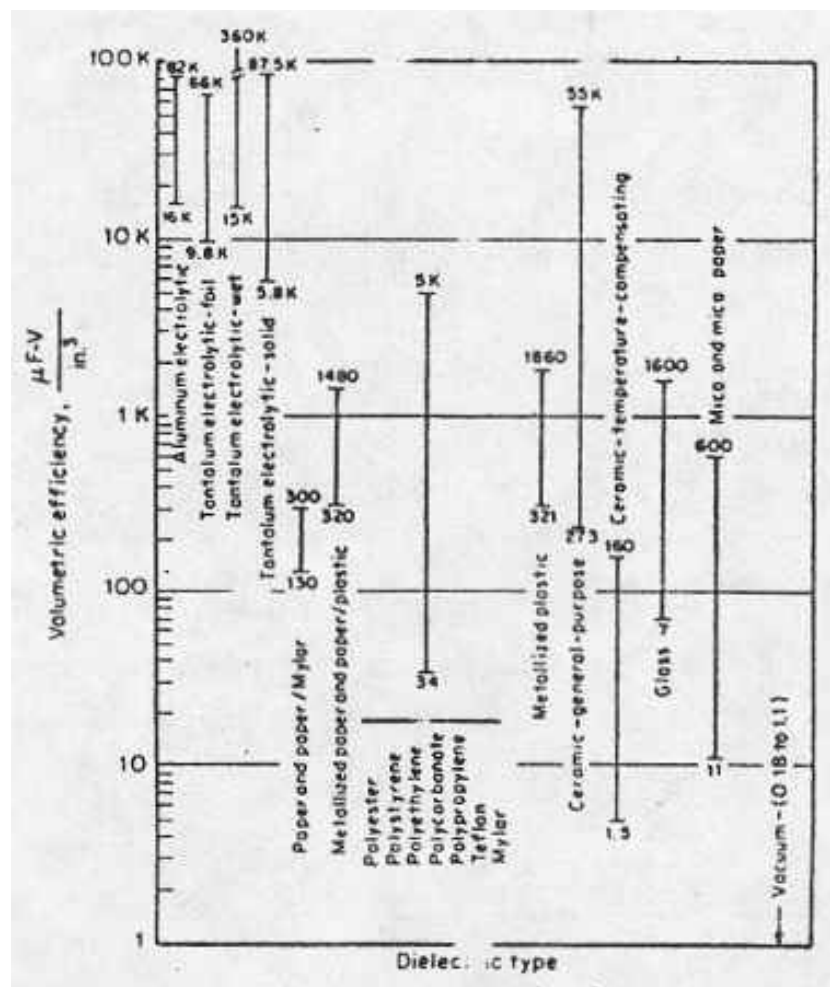 360K
100K
82K
66K
87.5K
55K
16K
15K
10K
9.8K
5.8K
5K
Volumetric efficiency, μF-V
in.3
Aluminum electrolytic
Tantalum electrolytic-foil
Tantalum electrolytic-wet
Tantalum electrolytic-solid
1480
1660
1600
1K
600
300
320
321
273
160
130
100
34
11
10
1.5
1
Paper and paper/Mylar
Metallized paper and paper/plastic
Polyester
Polystyrene
Polyethylene
Polycarbonate
Polypropylene
Teflon
Mylar
Metallized plastic
Ceramic-general-purpose
Ceramic-temperature-compensating
Glass
Mica and mica paper
Vacuum-(0.18 to 1.1)
type